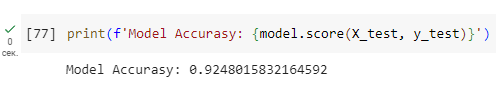 [77] print(f'Model Accurasy: {model.score(X_test, y_test)}')
0
сек.
Model Accurasy: 0.9248015832164592